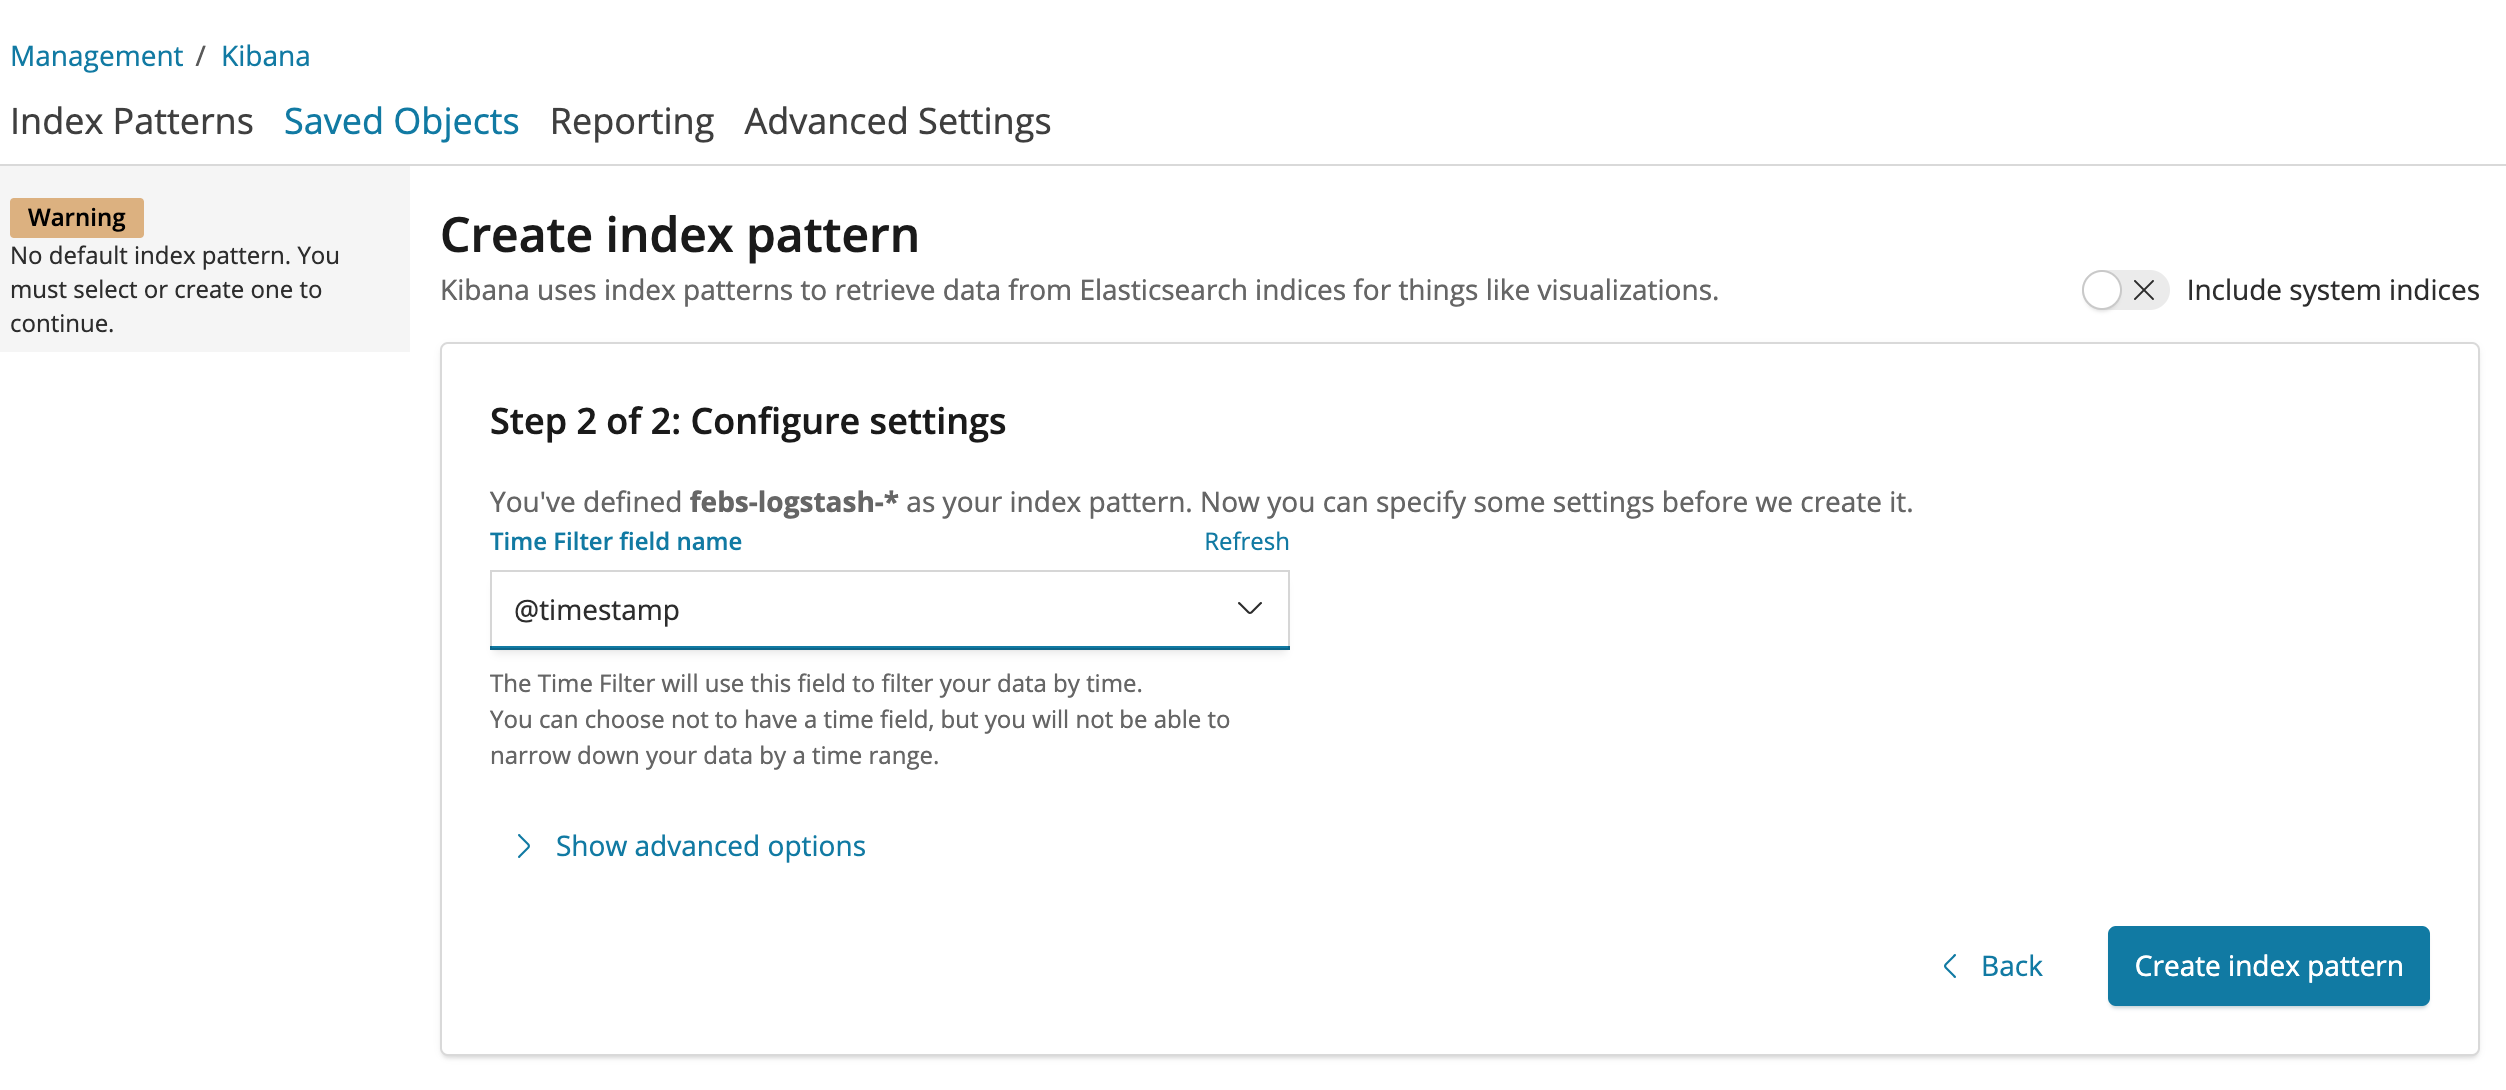 Management / Kibana
Index Patterns Saved Objects Reporting Advanced Settings
Warning
No default index pattern. You
must select or create one to
continue.
Create index pattern
Kibana uses index patterns to retrieve data from Elasticsearch indices for things like visualizations.
Include system indices
Step 2 of 2: Configure settings
You've defined febs-logstash-* as your index pattern. Now you can specify some settings before we create it.
Time Filter field name Refresh
@timestamp
The Time Filter will use this field to filter your data by time.
You can choose not to have a time field, but you will not be able to
narrow down your data by a time range.
Show advanced options
Back Create index pattern